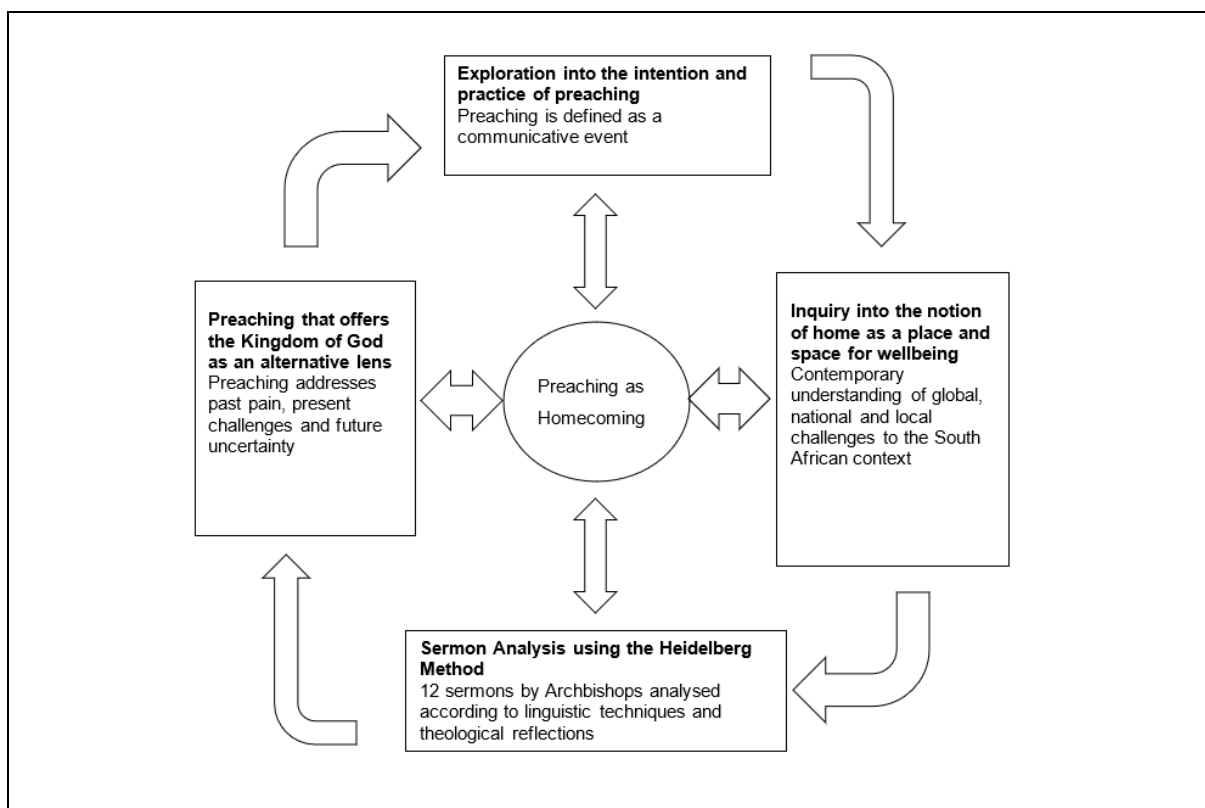 Exploration into the intention and
practice of preaching
Preaching is defined as a
communicative event
Inquiry into the notion
of home as a place and
space for wellbeing
Contemporary
understanding of global,
national and local
challenges to the South
African context
Sermon Analysis using the Heidelberg
Method
12 sermons by Archbishops analysed
according to linguistic techniques and
theological reflections
Preaching that offers
the Kingdom of God
as an alternative lens
Preaching addresses
past pain, present
challenges and future
uncertainty
Preaching as
Homecoming